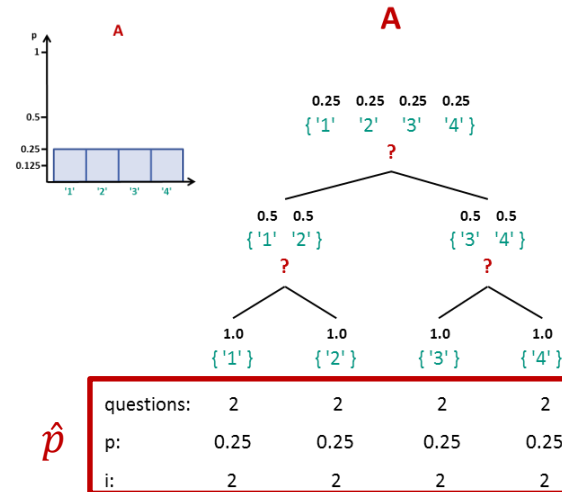 A
p
1
0.5
0.25
0.125
'1' '2' '3' '4'
A
0.25 0.25 0.25 0.25
{ '1' '2' '3' '4' }
?
0.5 0.5 0.5 0.5
{ '1' '2' } { '3' '4' }
? ?
1.0 1.0 1.0 1.0
{ '1' } { '2' } { '3' } { '4' }
questions: 2 2 2 2
p̂ p: 0.25 0.25 0.25 0.25
i: 2 2 2 2